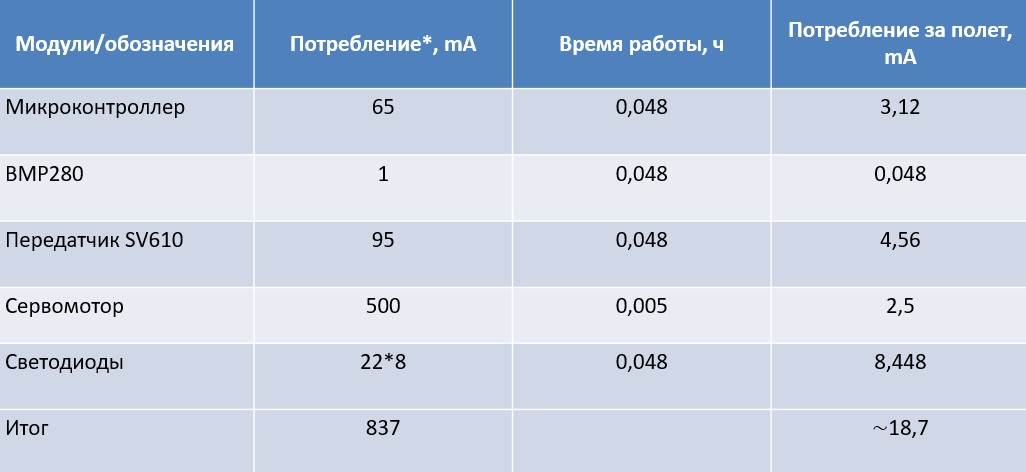 Модули/обозначения Потребление*, mA Время работы, ч Потребление за полет, mA
Микроконтроллер 65 0,048 3,12
BMP280 1 0,048 0,048
Передатчик SV610 95 0,048 4,56
Сервомотор 500 0,005 2,5
Светодиоды 22*8 0,048 8,448
Итог 837 ~18,7